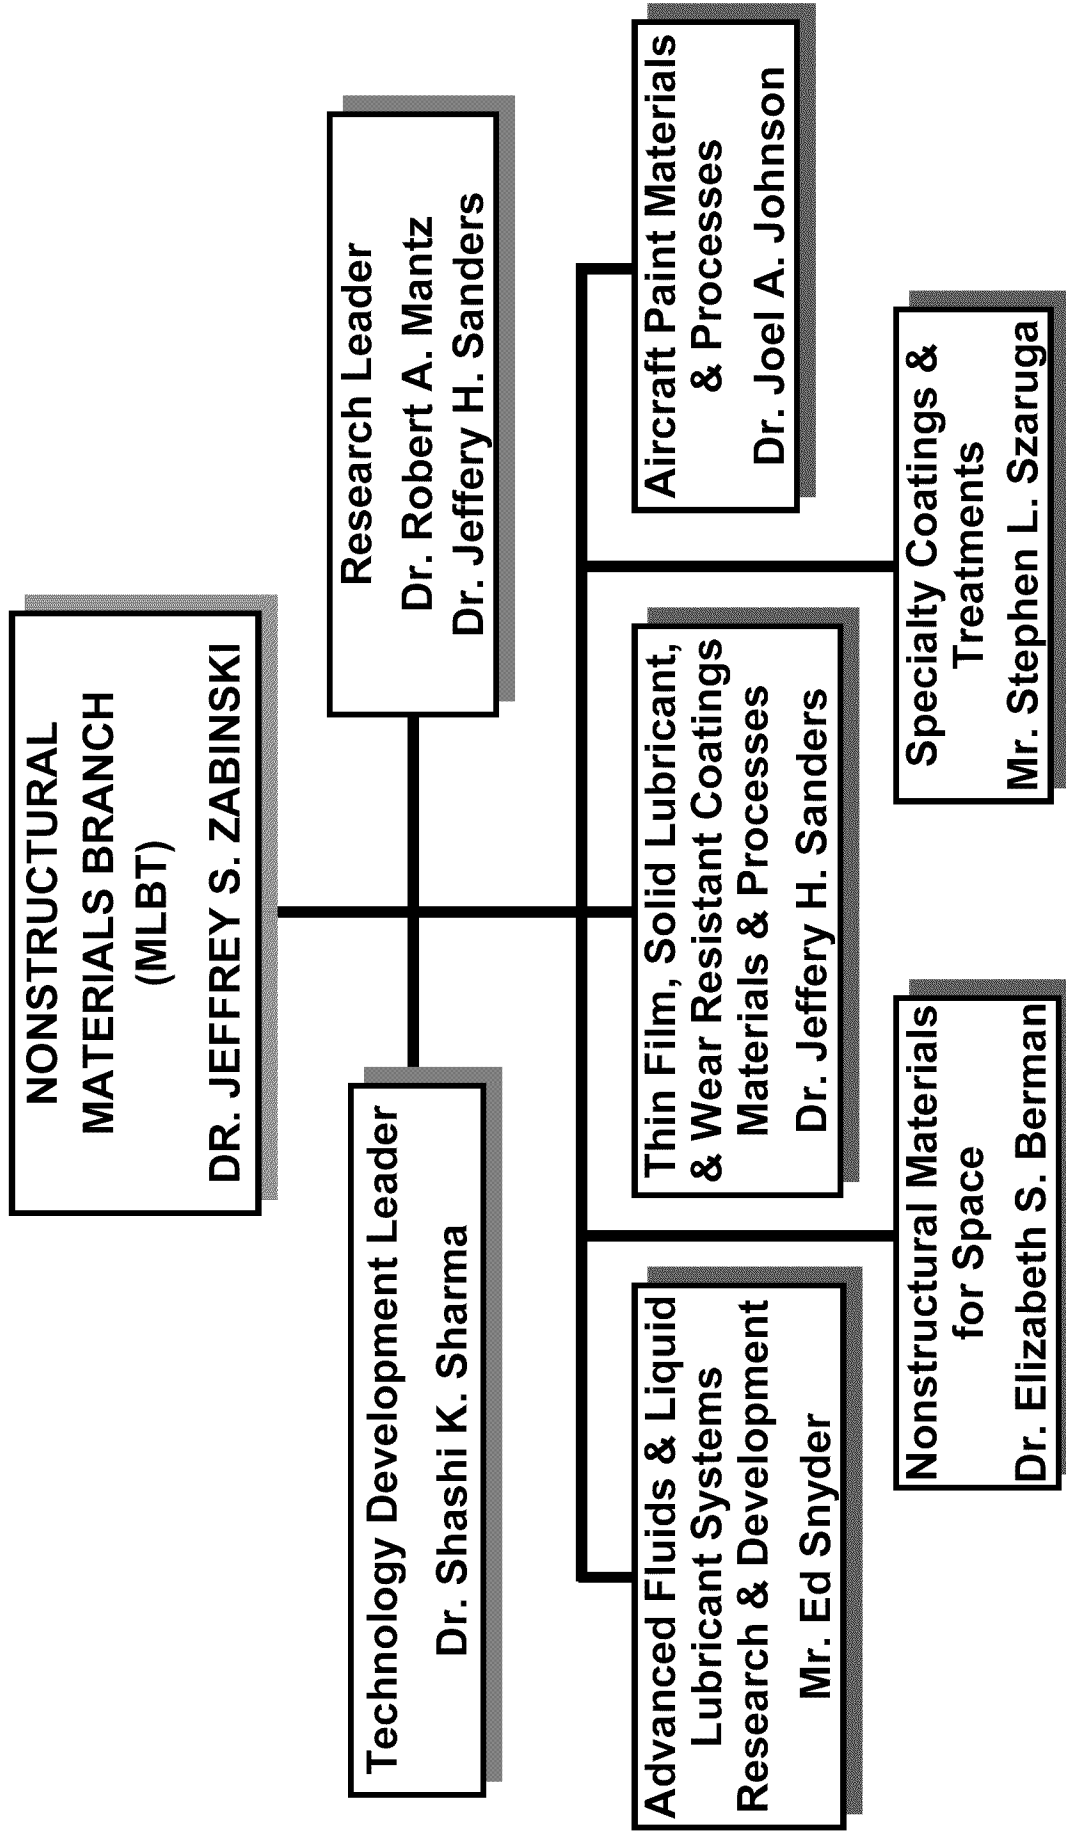 NONSTRUCTURAL
MATERIALS BRANCH
(MLBT)
DR. JEFFREY S. ZABINSKI
Technology Development Leader
Dr. Shashi K. Sharma
Research Leader
Dr. Robert A. Mantz
Dr. Jeffery H. Sanders
Advanced Fluids & Liquid
Lubricant Systems
Research & Development
Mr. Ed Snyder
Thin Film, Solid Lubricant,
& Wear Resistant Coatings
Materials & Processes
Dr. Jeffery H. Sanders
Aircraft Paint Materials
& Processes
Dr. Joel A. Johnson
Nonstructural Materials
for Space
Dr. Elizabeth S. Berman
Specialty Coatings &
Treatments
Mr. Stephen L. Szaruga